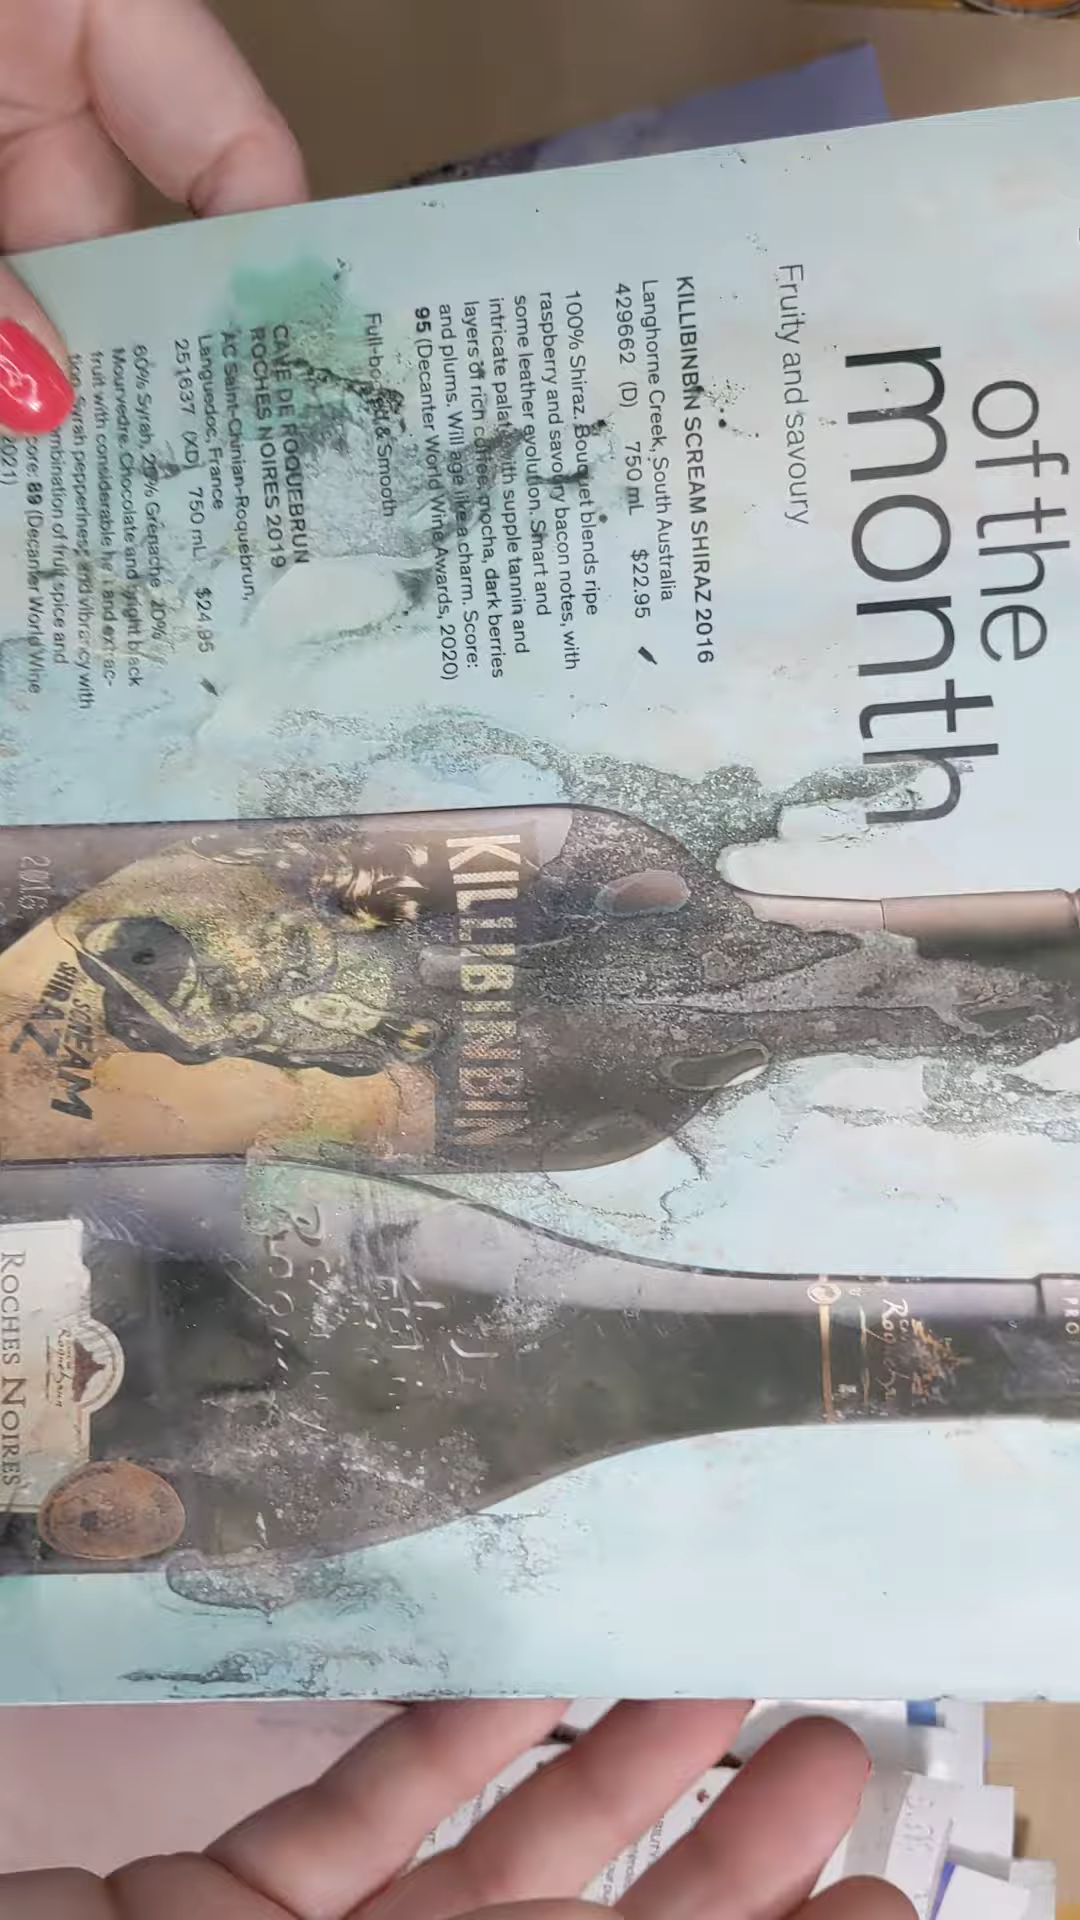 of the
month
Fruity and savoury
KILLIBINBIN SCREAM SHIRAZ 2016
Langhorne Creek, South Australia
429662 (D) 750 mL $22.95
100% Shiraz. Bouquet blends ripe
raspberry and savory bacon notes, with
some leather evolution. Smart and
intricate palate with supple tannin and
layers of rich coffee, mocha, dark berries
and plums. Will age like a charm. Score:
95 (Decanter World Wine Awards, 2020)
Full-bodied & Smooth
CAVE DE ROQUEBRUN
ROCHES NOIRES 2019
AC Saint-Chinian-Roquebrun,
Languedoc, France
251637 (XD) 750 mL $24.95
60% Syrah, 20% Grenache, 20%
Mourvedre. Chocolate and bright black
fruit with considerable heft and extrac-
tion. Syrah pepperiness and vibrancy with
combination of fruit, spice and
Score: 89 (Decanter World Wine
2021)
KILLIBINBIN
SCREAM
SHIRAZ
2016
PRO
ROCHES NOIRES